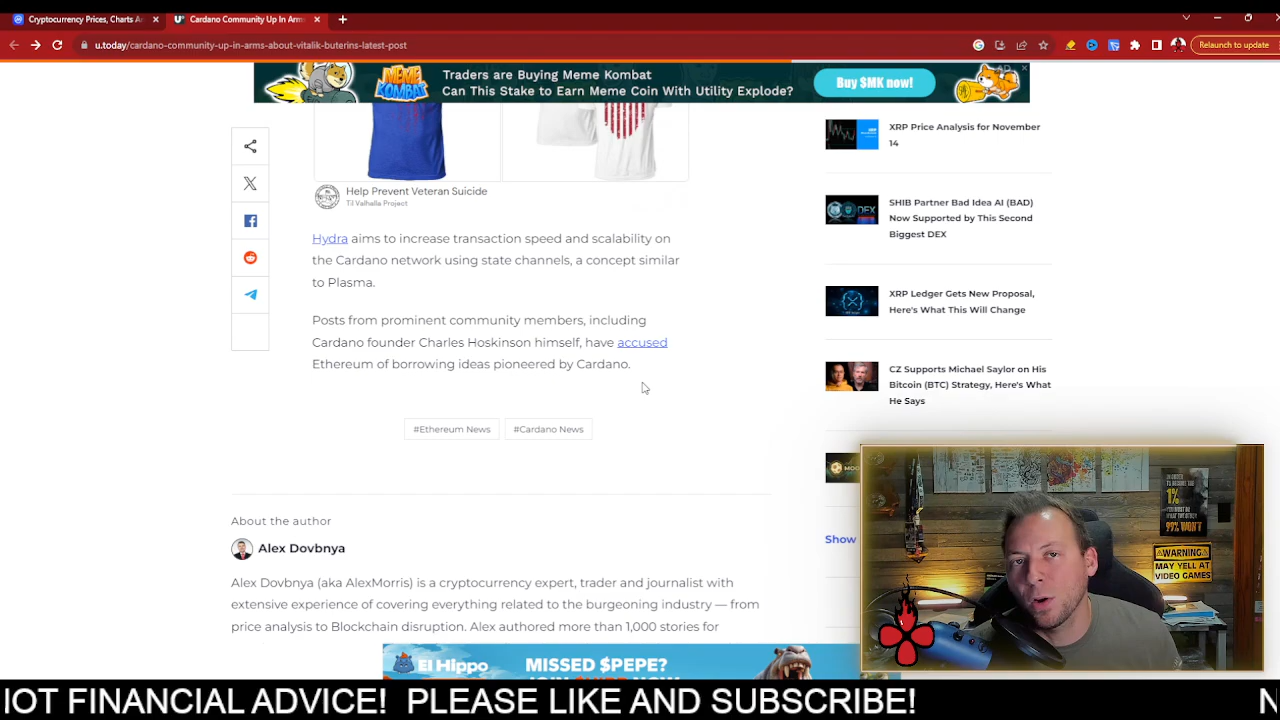 Cryptocurrency Prices, Charts A
Cardano Community Up In Arm
u.today/cardano-community-up-in-arms-about-vitalik-buterins-latest-post
Relaunch to update
MEME KOMBAT
Traders are Buying Meme Kombat
Can This Stake to Earn Meme Coin With Utility Explode?
Buy $MK now!
AD
Help Prevent Veteran Suicide
Til Valhalla Project
Hydra aims to increase transaction speed and scalability on
the Cardano network using state channels, a concept similar
to Plasma.
Posts from prominent community members, including
Cardano founder Charles Hoskinson himself, have accused
Ethereum of borrowing ideas pioneered by Cardano.
#Ethereum News
#Cardano News
About the author
Alex Dovbnya
Alex Dovbnya (aka AlexMorris) is a cryptocurrency expert, trader and journalist with
extensive experience of covering everything related to the burgeoning industry — from
price analysis to Blockchain disruption. Alex authored more than 1,000 stories for
XRP Price Analysis for November
14
SHIB Partner Bad Idea AI (BAD)
Now Supported by This Second
Biggest DEX
XRP Ledger Gets New Proposal,
Here's What This Will Change
CZ Supports Michael Saylor on His
Bitcoin (BTC) Strategy, Here's What
He Says
Show
1%
99% WON'T
WARNING
MAY YELL AT
VIDEO GAMES
El Hippo
MISSED $PEPE?
IOT FINANCIAL ADVICE! PLEASE LIKE AND SUBSCRIBE!
N